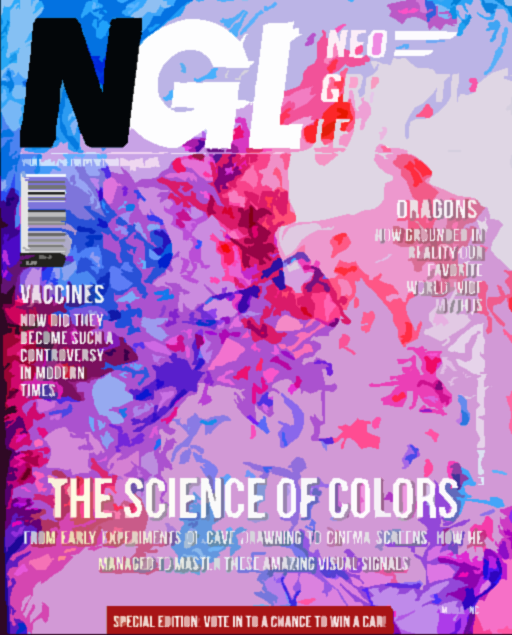 NGL
NEO
VACCINES
HOW DID THEY
BECOME SUCH A
CONTROVERSY
IN MODERN
TIMES
DRAGONS
HOW GROUNDED IN
REALITY OUR
FAVORITE
WORLD WIDE
MYTH IS
THE SCIENCE OF COLORS
FROM EARLY EXPERIMENTS OF CAVE DRAWNING TO CINEMA SCREENS, HOW HE
MANAGED TO MASTER THESE AMAZING VISUAL SIGNALS
SPECIAL EDITION: VOTE IN TO A CHANCE TO WIN A CAR!